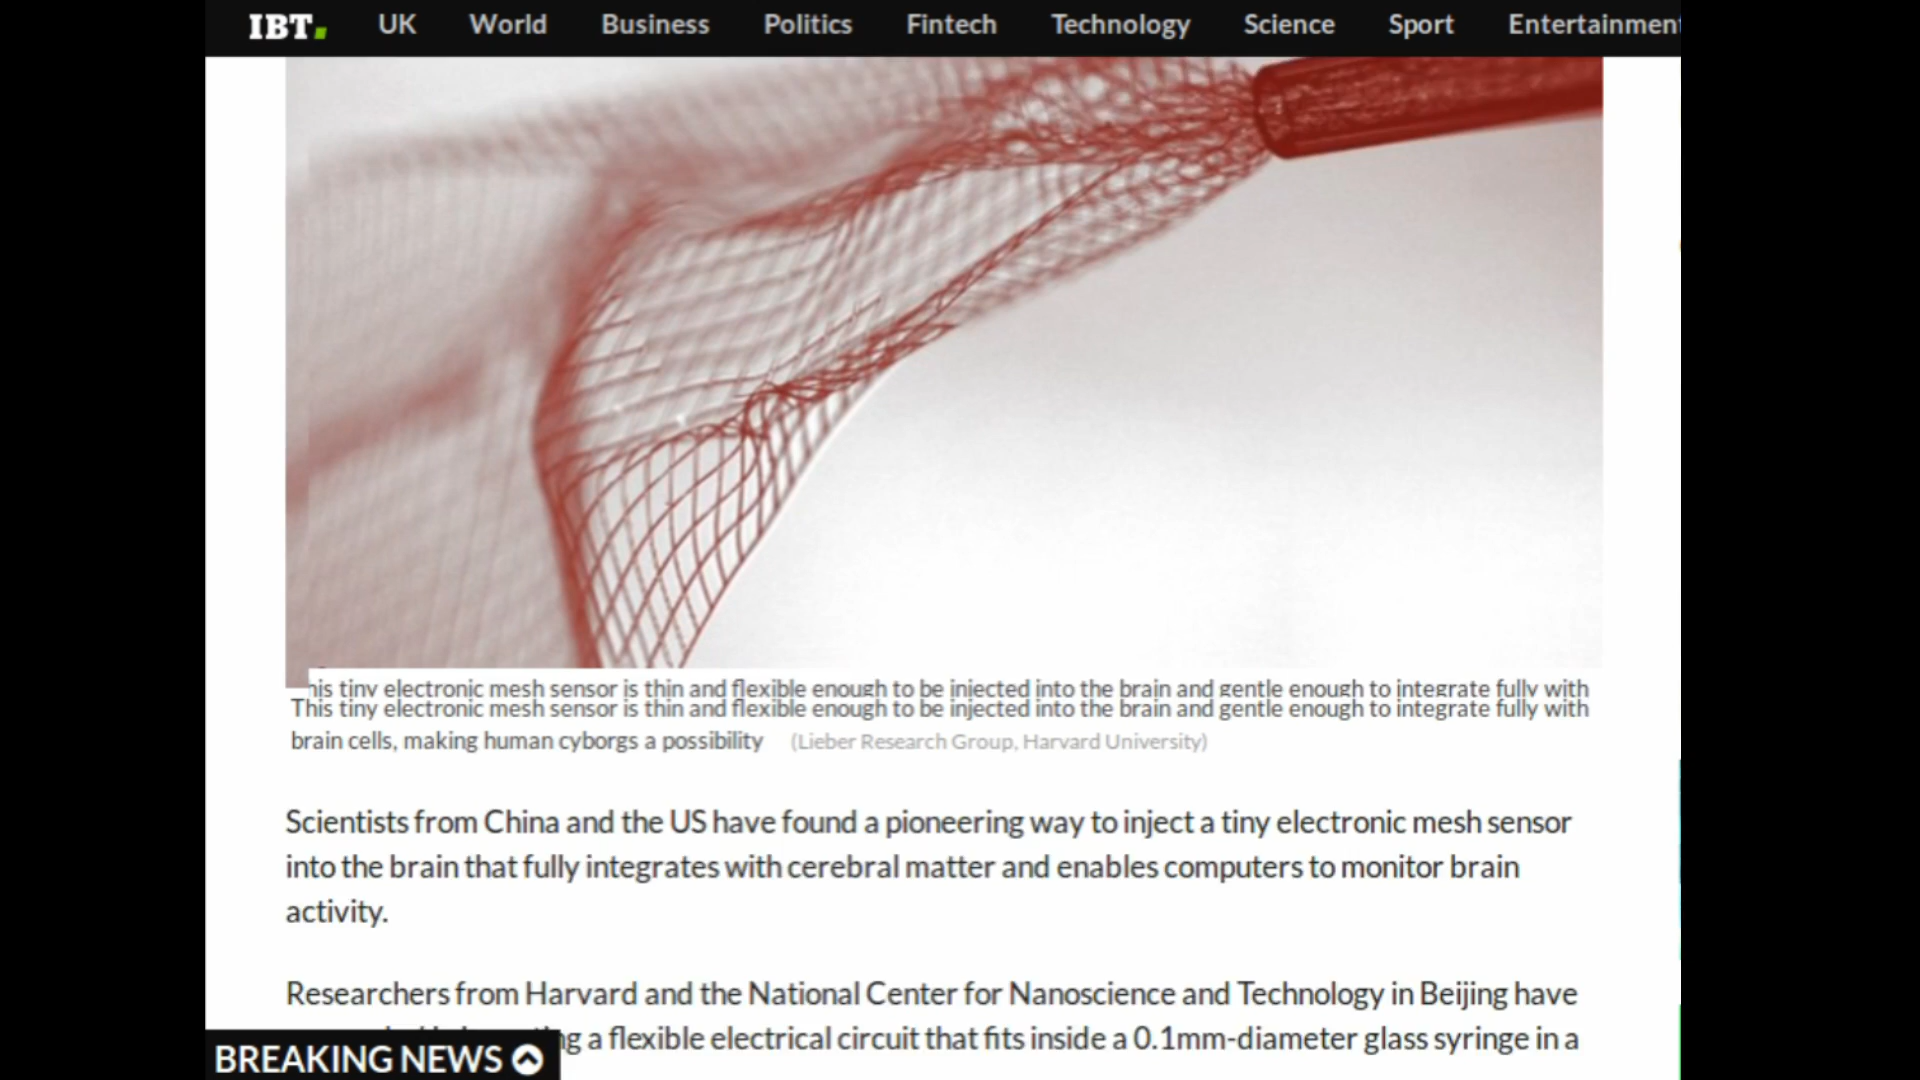 IBT. UK World Business Politics Fintech Technology Science Sport Entertainment
his tiny electronic mesh sensor is thin and flexible enough to be injected into the brain and gentle enough to integrate fully with
This tiny electronic mesh sensor is thin and flexible enough to be injected into the brain and gentle enough to integrate fully with
brain cells, making human cyborgs a possibility (Lieber Research Group, Harvard University)
Scientists from China and the US have found a pioneering way to inject a tiny electronic mesh sensor
into the brain that fully integrates with cerebral matter and enables computers to monitor brain
activity.
Researchers from Harvard and the National Center for Nanoscience and Technology in Beijing have
a flexible electrical circuit that fits inside a 0.1mm-diameter glass syringe in a
BREAKING NEWS